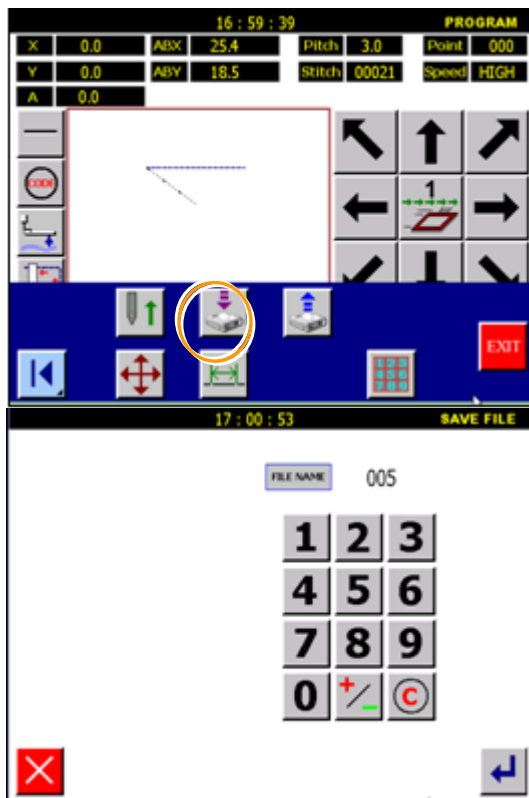 16 : 59 : 39 PROGRAM
X 0.0 ABX 25.4 Pitch 3.0 Point 000
Y 0.0 ABY 18.5 Stitch 00021 Speed HIGH
A 0.0
CODE
1
EXIT
17 : 00 : 53 SAVE FILE
FILE NAME 005
1 2 3
4 5 6
7 8 9
0 +/- C